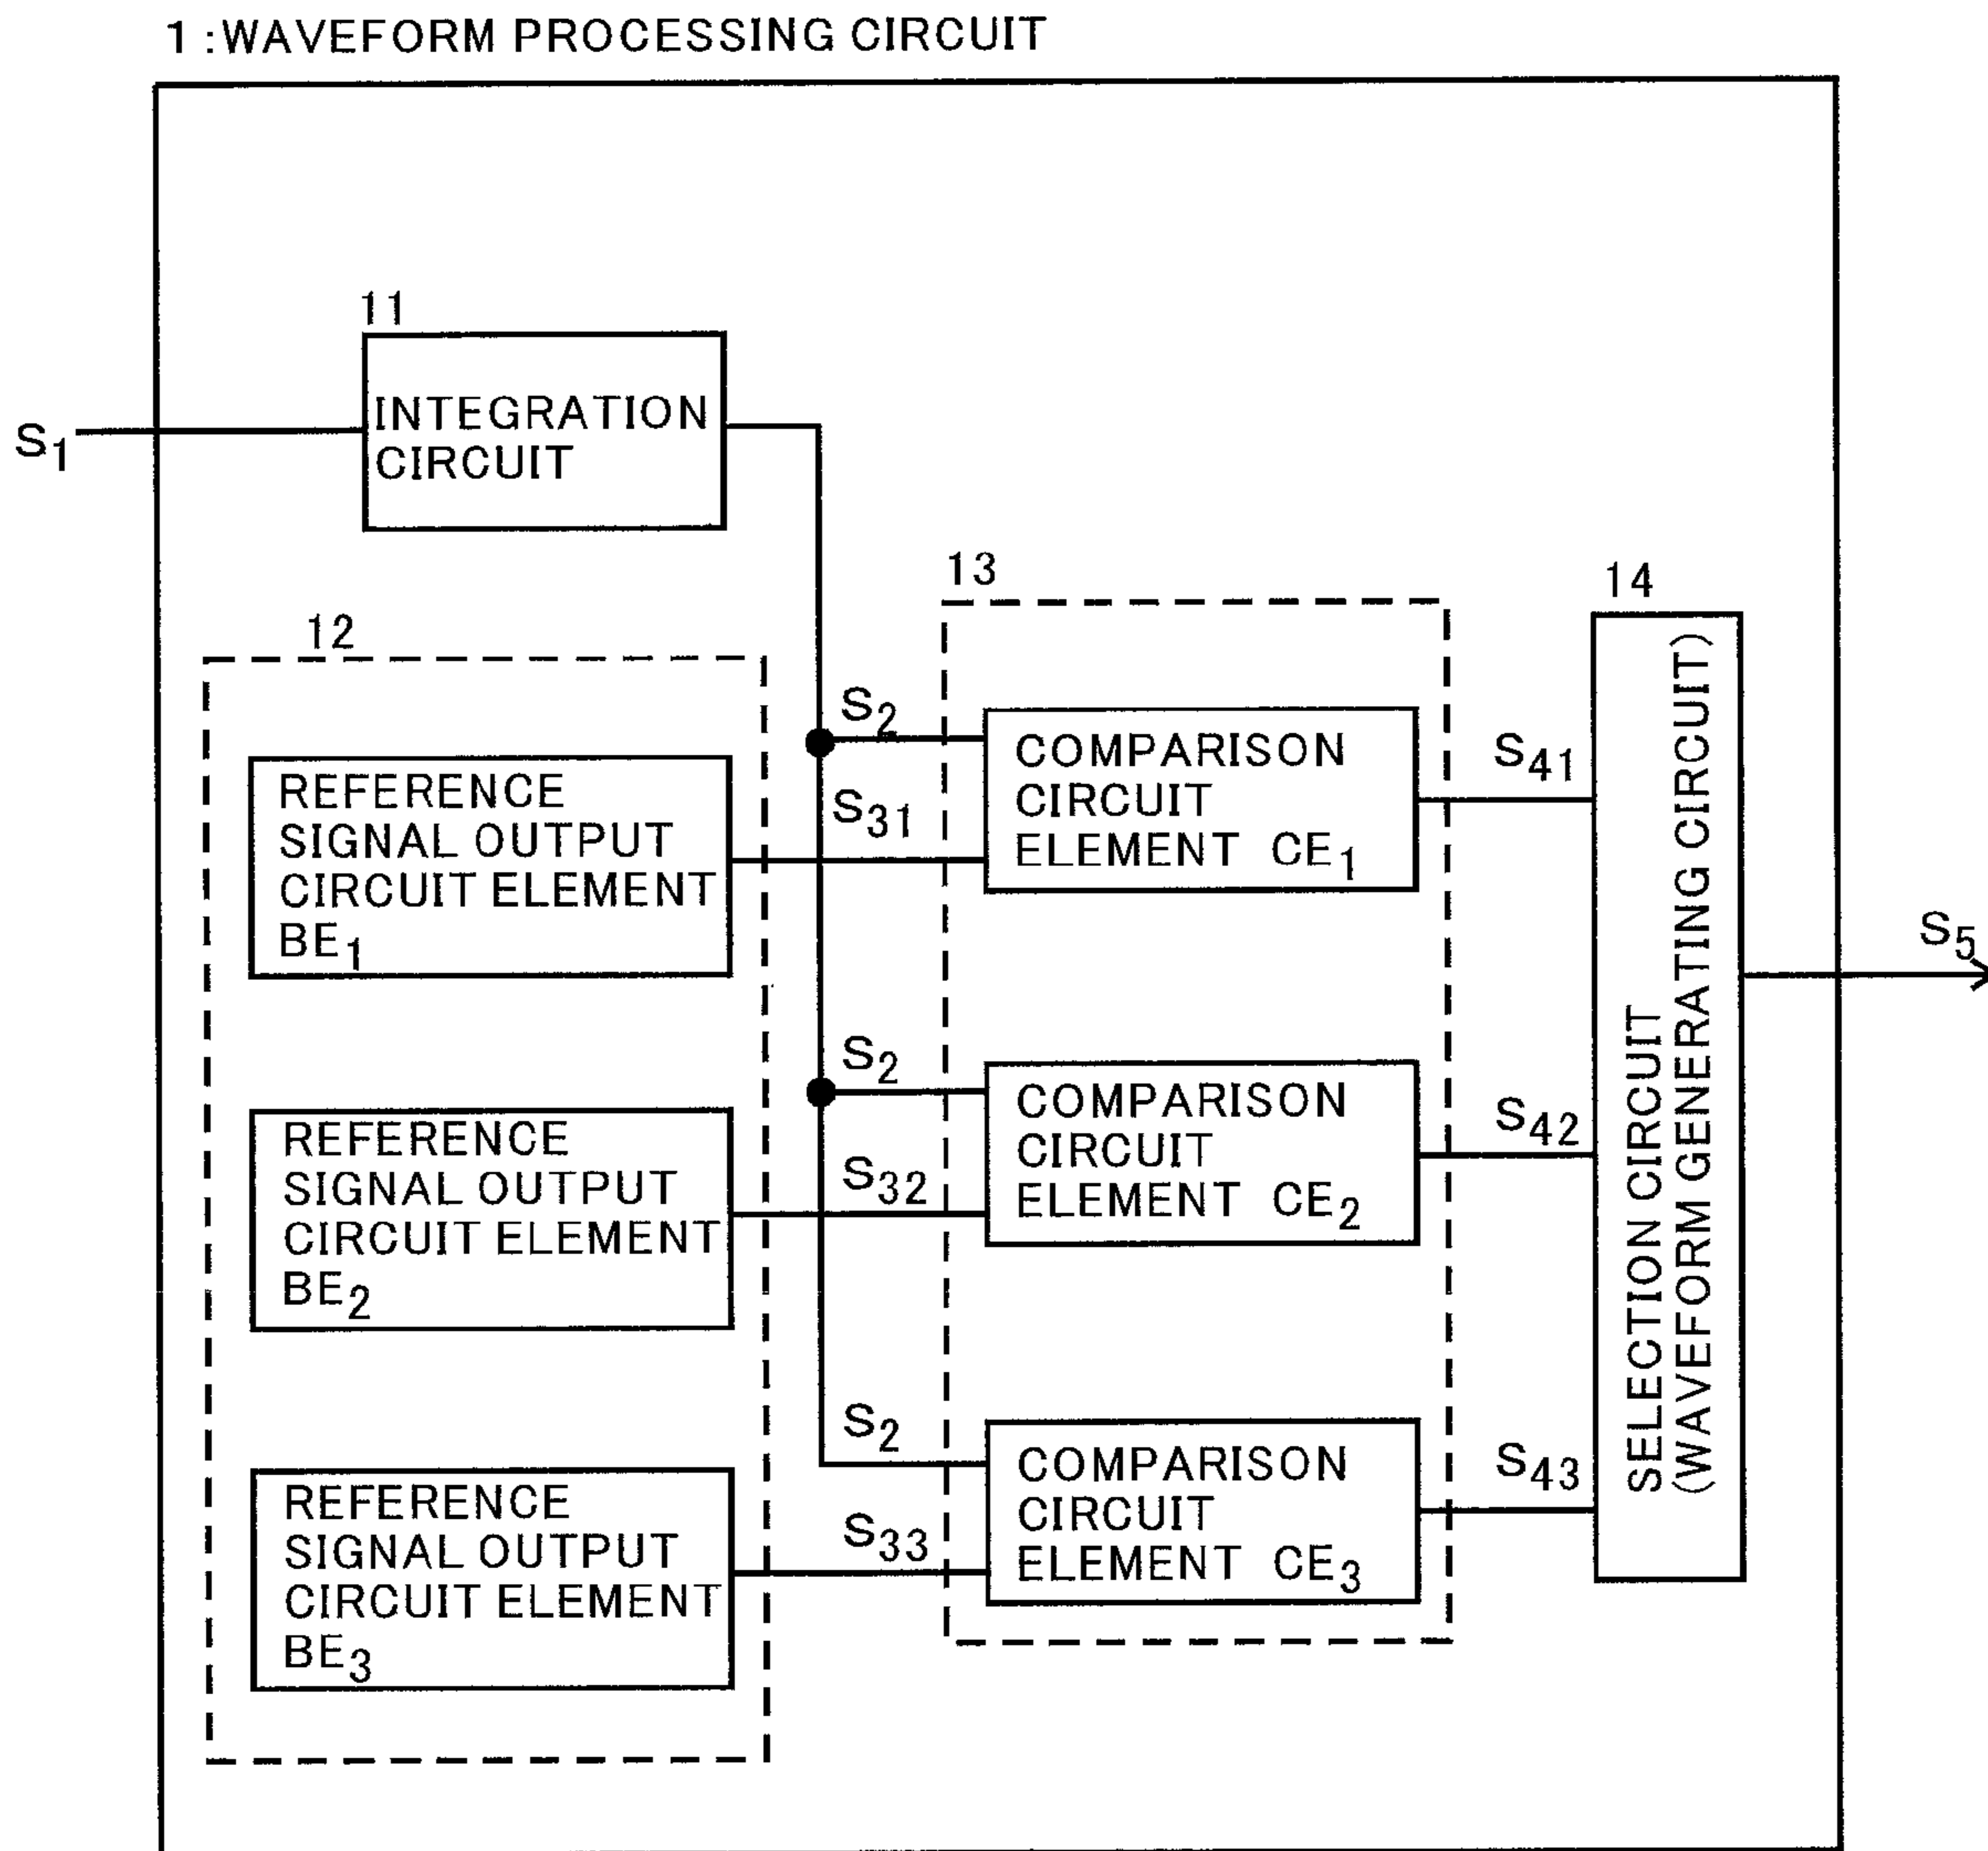 1 :WAVEFORM PROCESSING CIRCUIT
11
S1
INTEGRATION
CIRCUIT
12
REFERENCE
SIGNAL OUTPUT
CIRCUIT ELEMENT
BE1
REFERENCE
SIGNAL OUTPUT
CIRCUIT ELEMENT
BE2
REFERENCE
SIGNAL OUTPUT
CIRCUIT ELEMENT
BE3
13
S2
S31
COMPARISON
CIRCUIT
ELEMENT CE1
S2
S32
COMPARISON
CIRCUIT
ELEMENT CE2
S2
S33
COMPARISON
CIRCUIT
ELEMENT CE3
S41
S42
S43
14
SELECTION CIRCUIT
(WAVEFORM GENERATING CIRCUIT)
S5